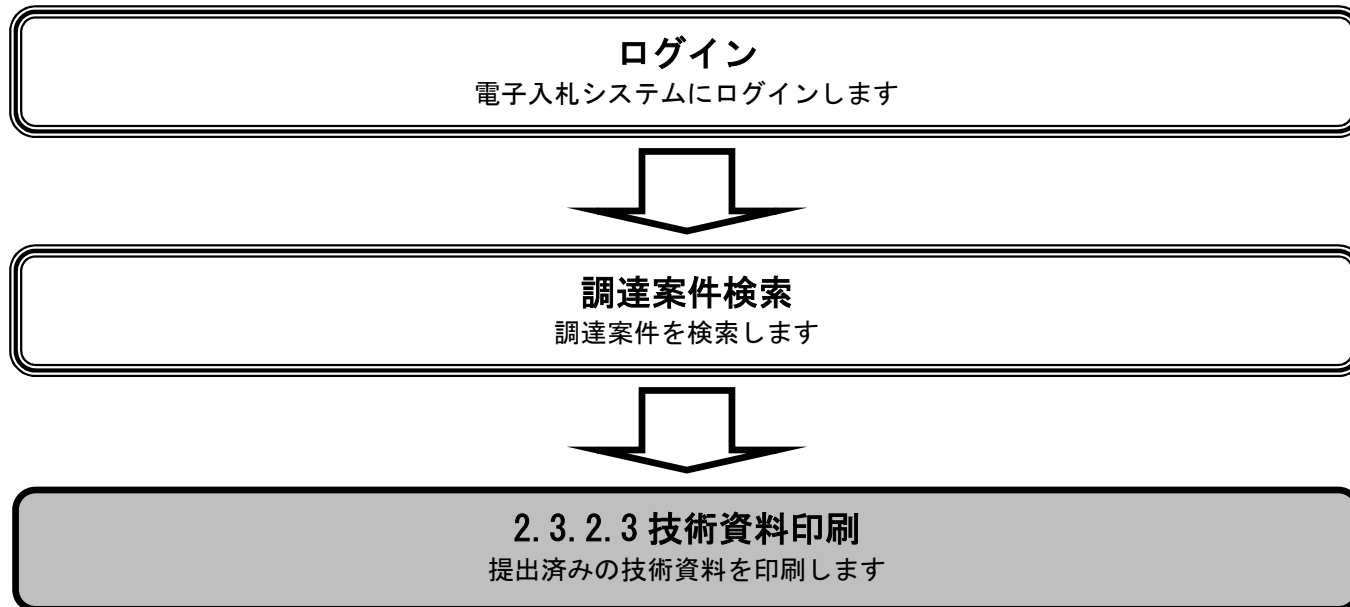 ログイン
電子入札システムにログインします
調達案件検索
調達案件を検索します
2.3.2.3 技術資料印刷
提出済みの技術資料を印刷します